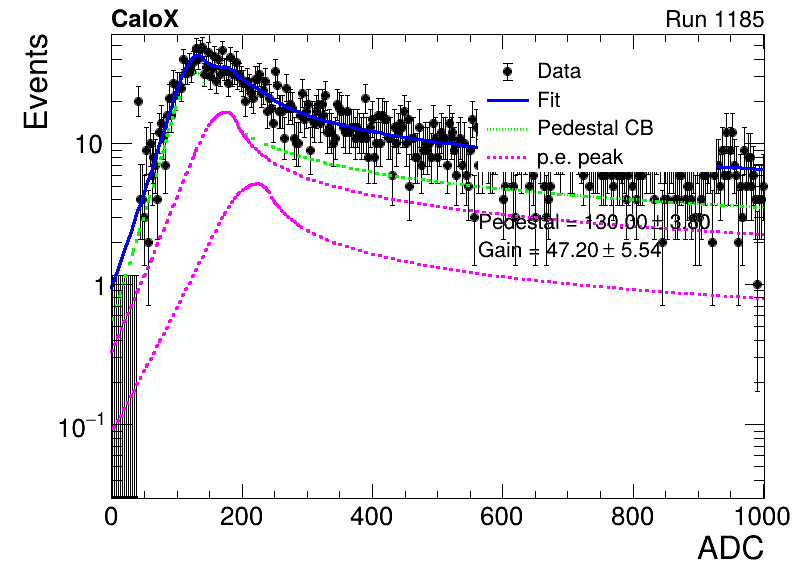 CaloX Run 1185
Events
Data
Fit
Pedestal CB
p.e. peak
Pedestal = 130.00 ± 3.80
Gain = 47.20 ± 5.54
10
1
10⁻¹
0 200 400 600 800 1000
ADC